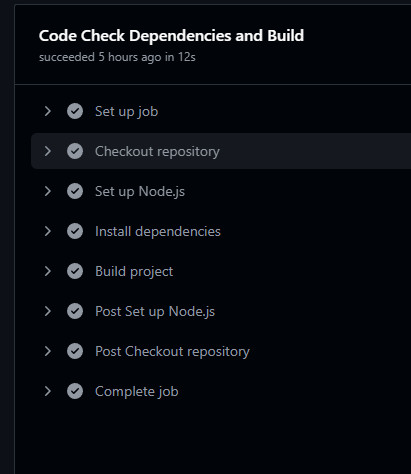 Code Check Dependencies and Build
succeeded 5 hours ago in 12s
Set up job
Checkout repository
Set up Node.js
Install dependencies
Build project
Post Set up Node.js
Post Checkout repository
Complete job